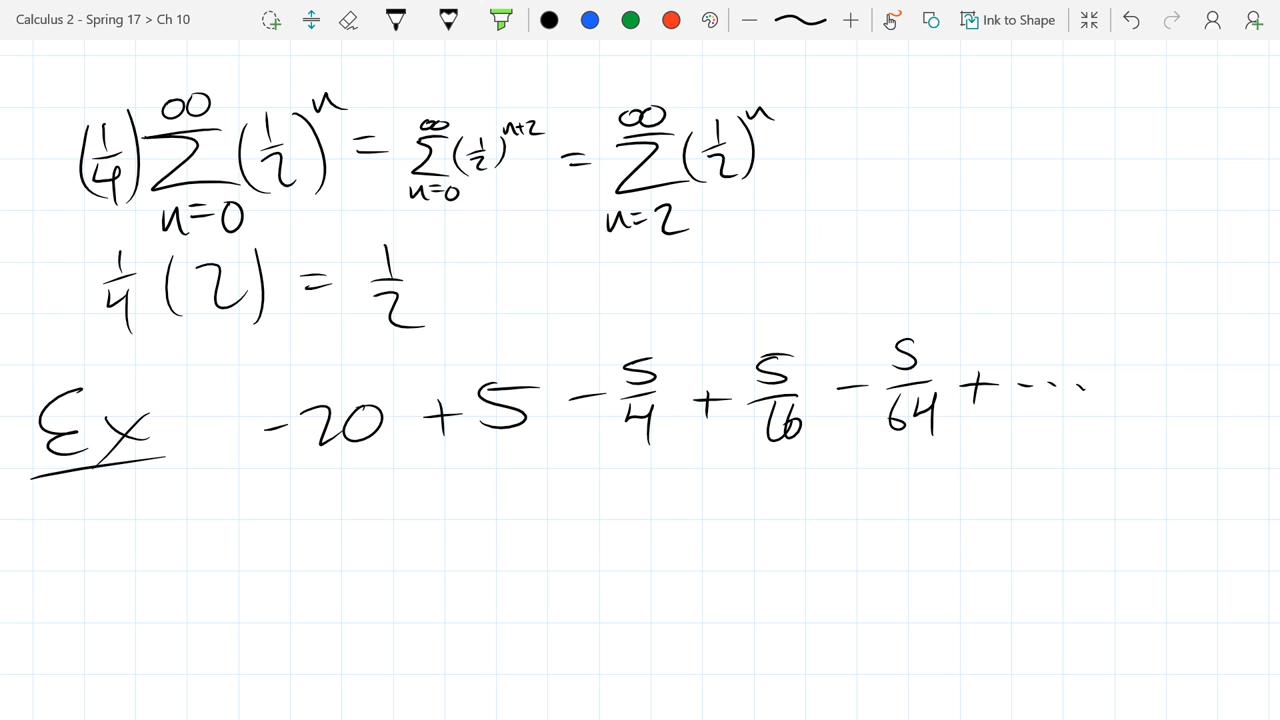 Calculus 2 - Spring 17 > Ch 10
Ink to Shape
(1/4) ∑_{n=0}^{∞} (1/2)^n = ∑_{n=0}^{∞} (1/2)^{n+2} = ∑_{n=2}^{∞} (1/2)^n
1/4 (2) = 1/2
Ex -20 + 5 - 5/4 + 5/16 - 5/64 + ...